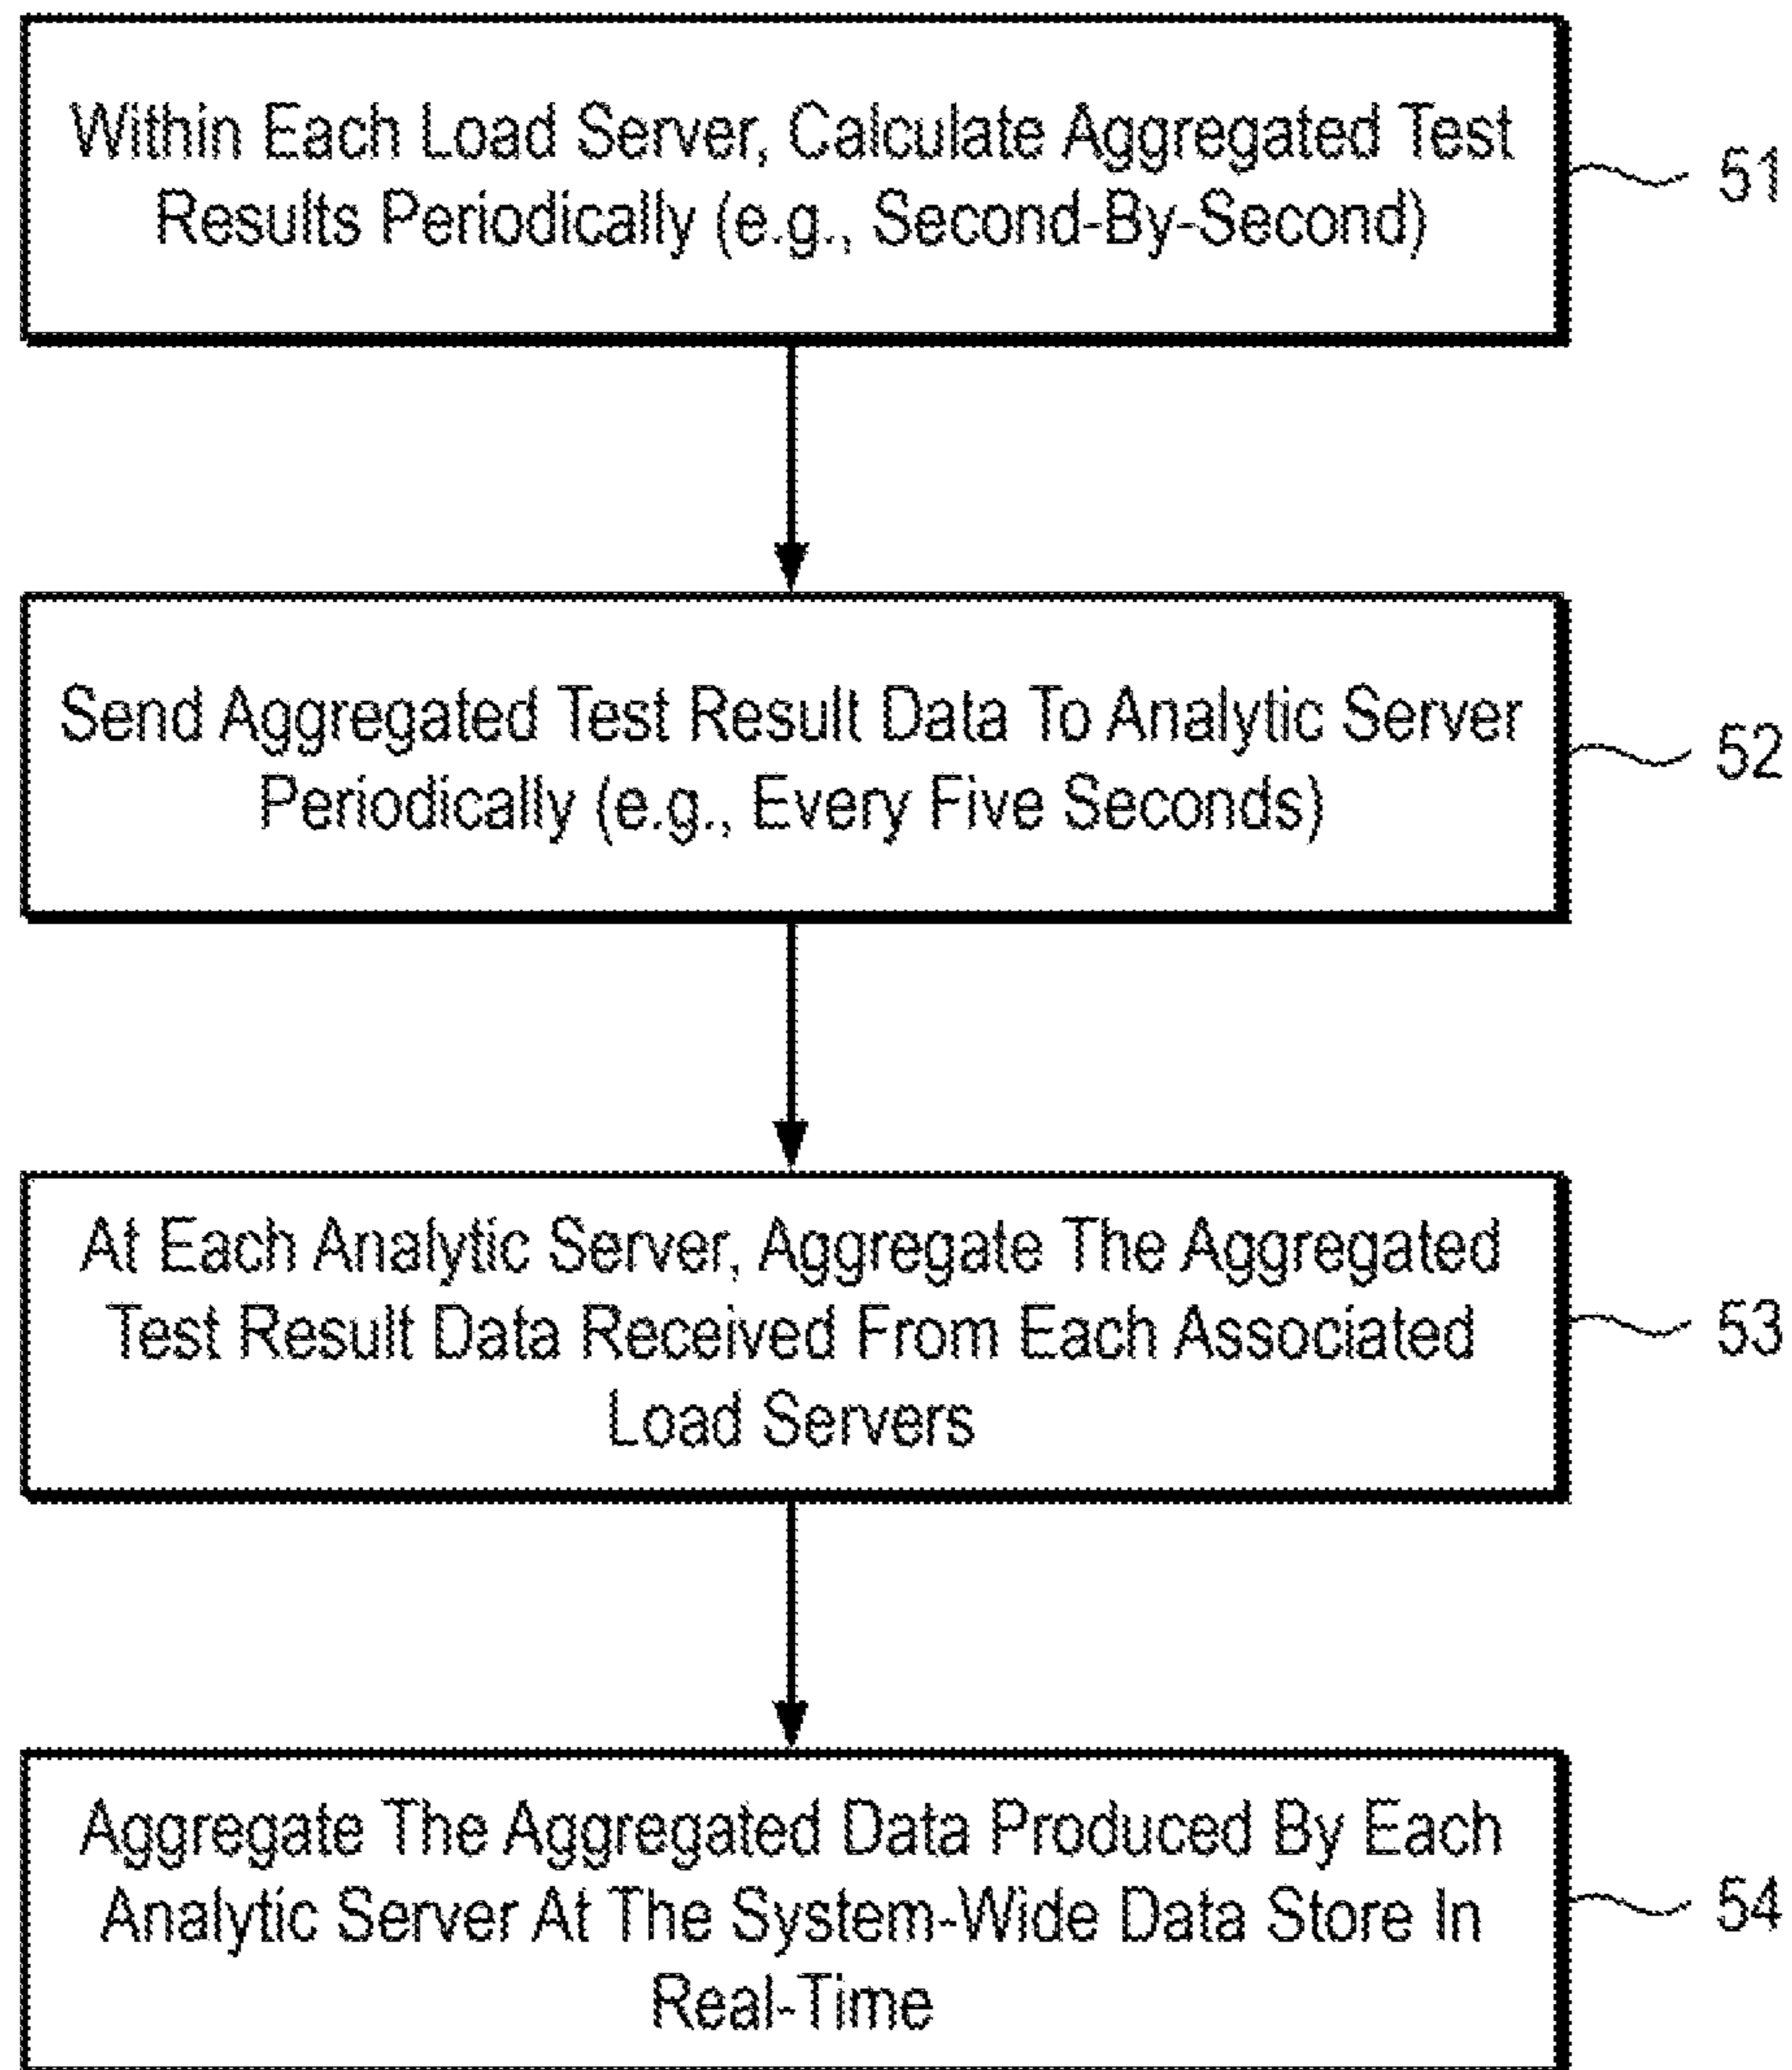 Within Each Load Server, Calculate Aggregated Test
Results Periodically (e.g., Second-By-Second)
51
Send Aggregated Test Result Data To Analytic Server
Periodically (e.g., Every Five Seconds)
52
At Each Analytic Server, Aggregate The Aggregated
Test Result Data Received From Each Associated
Load Servers
53
Aggregate The Aggregated Data Produced By Each
Analytic Server At The System-Wide Data Store In
Real-Time
54